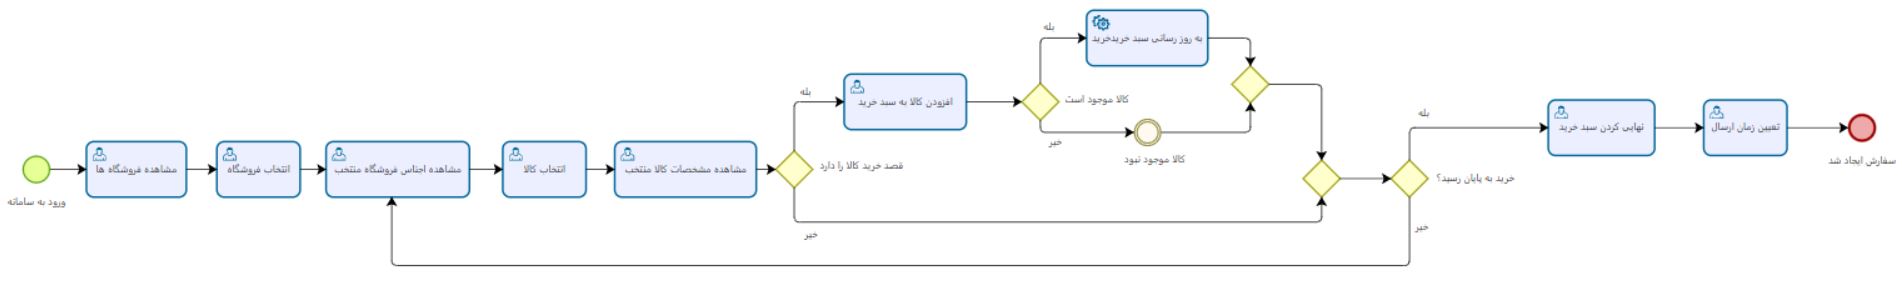 ورود به سامانه
مشاهده فروشگاه ها
انتخاب فروشگاه
مشاهده اجناس فروشگاه منتخب
انتخاب کالا
مشاهده مشخصات کالا منتخب
قصد خرید کالا را دارد
بله
خیر
افزودن کالا به سبد خرید
کالا موجود است
بله
خیر
به روز رسانی سبد خریدخرید
کالا موجود نبود
خرید به پایان رسید؟
بله
خیر
نهایی کردن سبد خرید
تعیین زمان ارسال
سفارش ایجاد شد